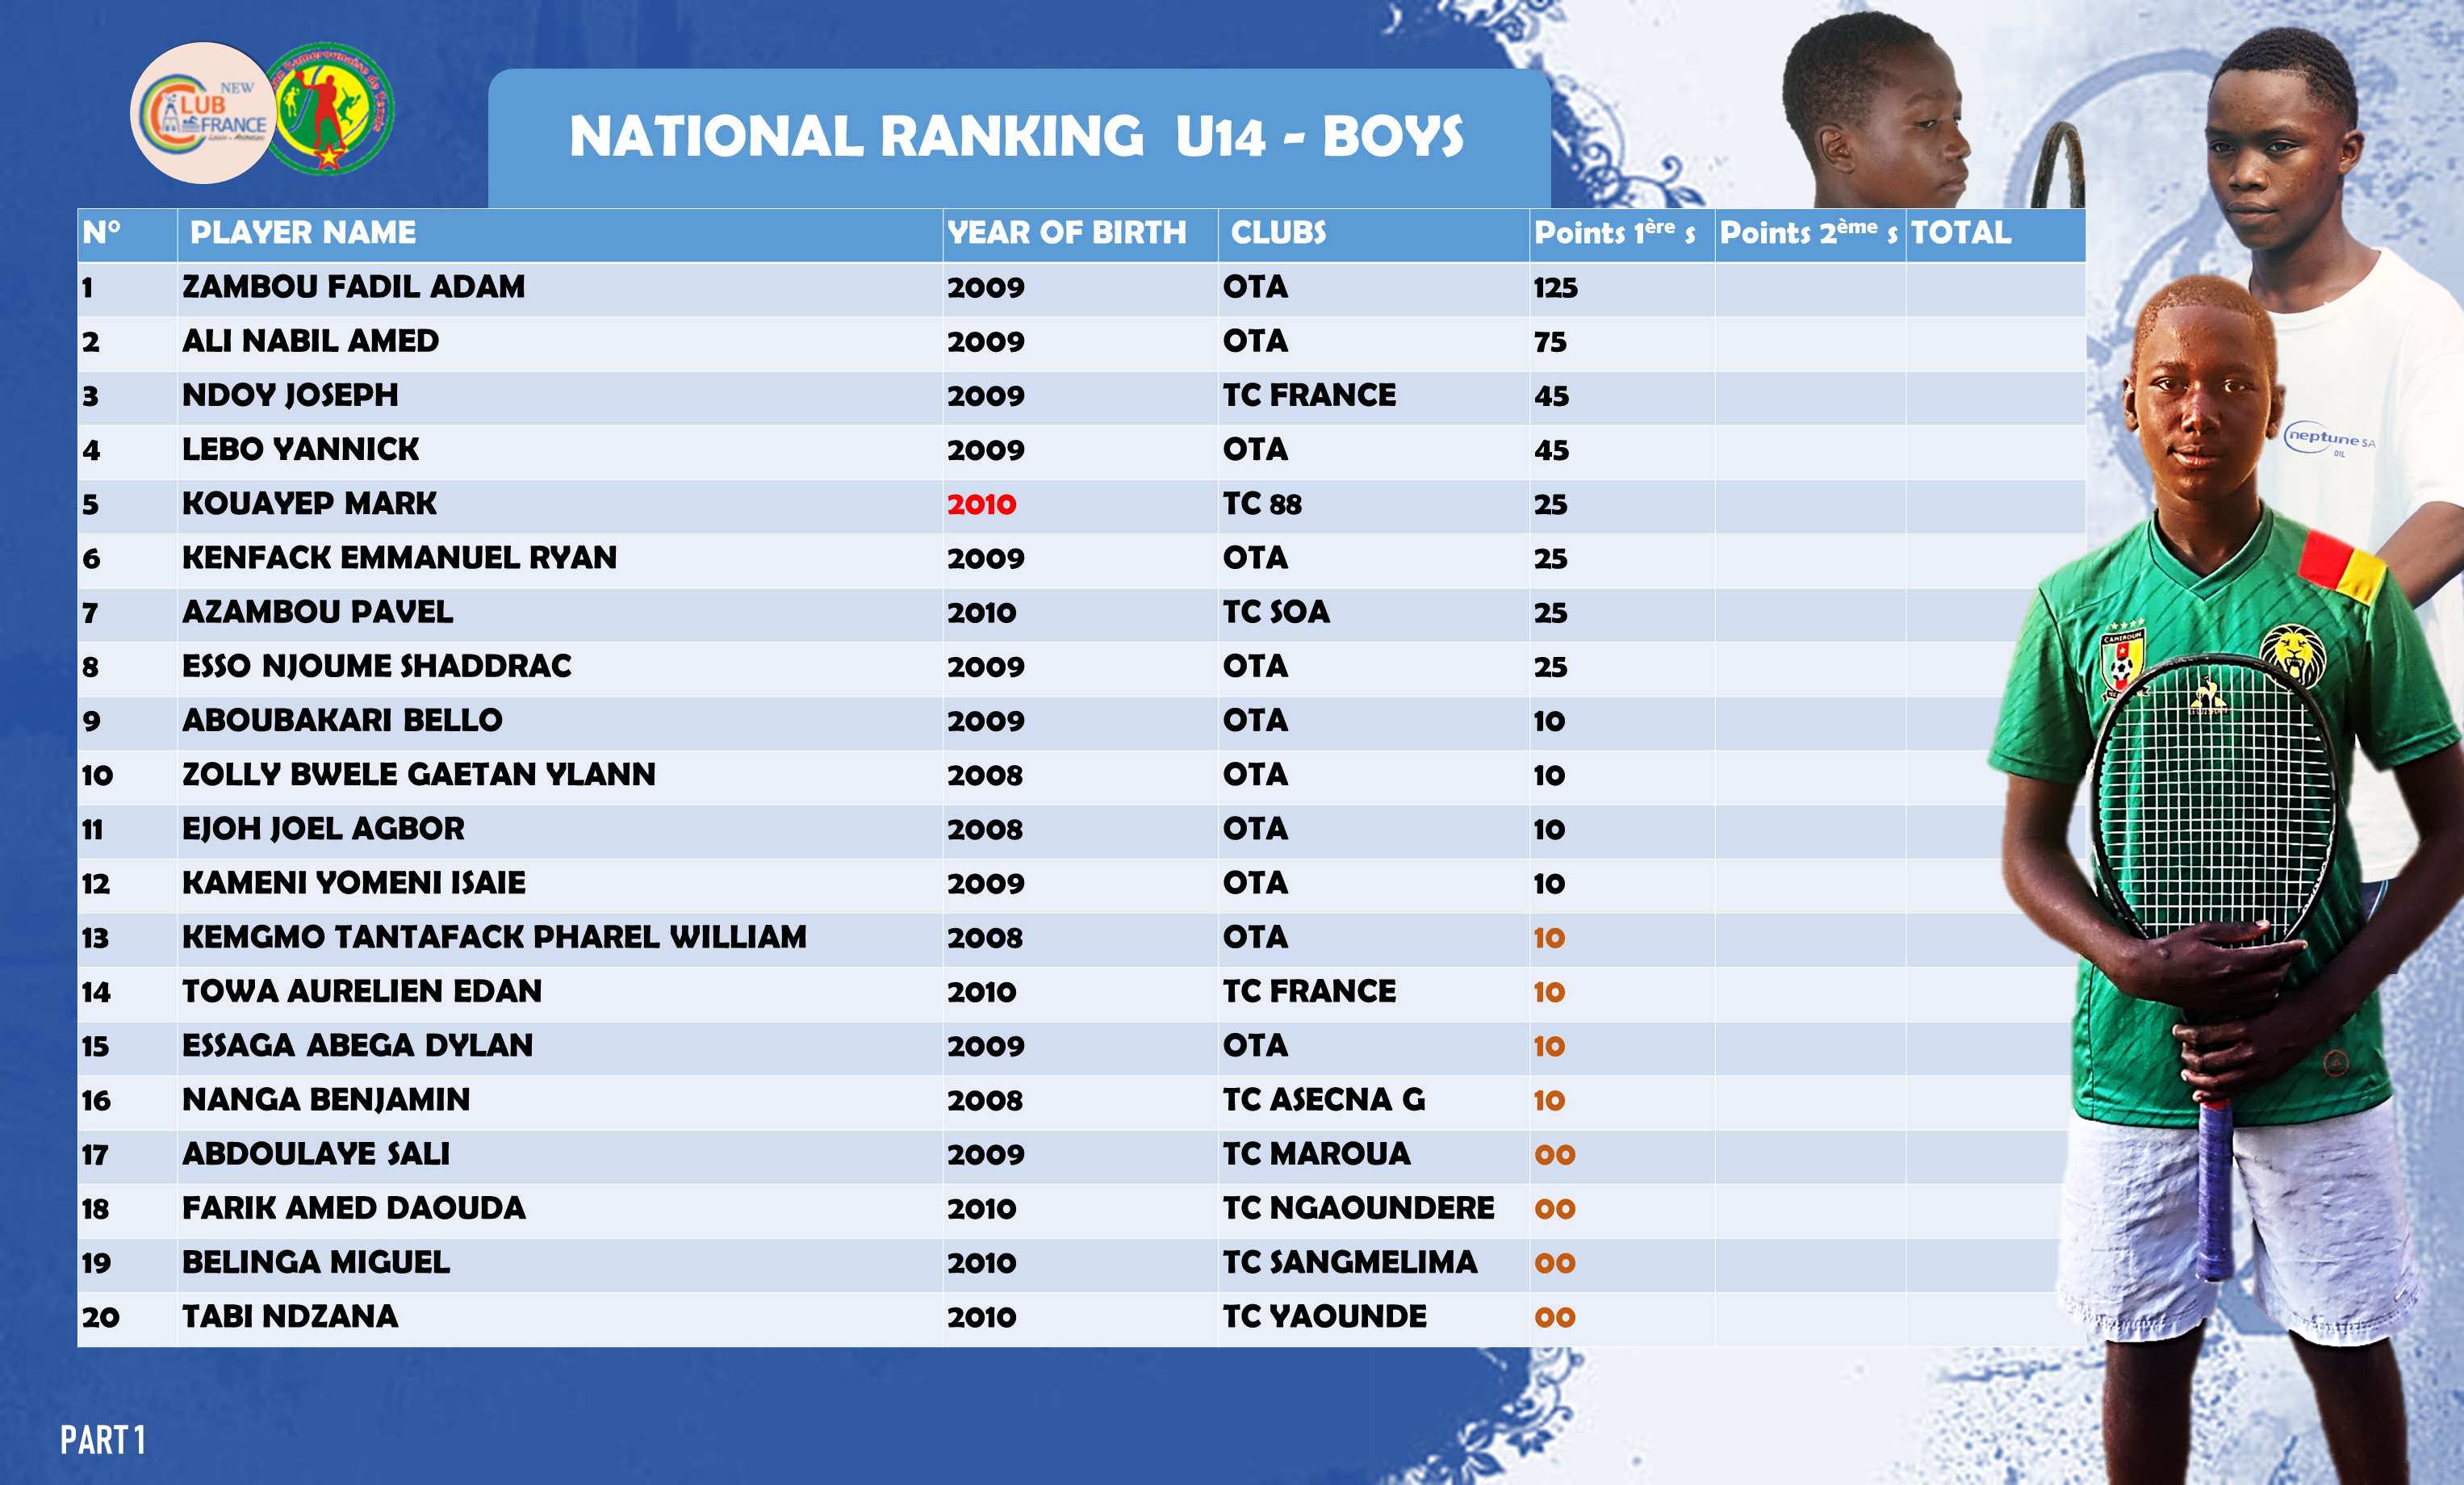 NEW
CLUB
FRANCE
NATIONAL RANKING U14 - BOYS
N° PLAYER NAME YEAR OF BIRTH CLUBS Points 1ère s Points 2ème s TOTAL
1 ZAMBOU FADIL ADAM 2009 OTA 125
2 ALI NABIL AMED 2009 OTA 75
3 NDOY JOSEPH 2009 TC FRANCE 45
4 LEBO YANNICK 2009 OTA 45
5 KOUAYEP MARK 2010 TC 88 25
6 KENFACK EMMANUEL RYAN 2009 OTA 25
7 AZAMBOU PAVEL 2010 TC SOA 25
8 ESSO NJOUME SHADDRAC 2009 OTA 25
9 ABOUBAKARI BELLO 2009 OTA 10
10 ZOLLY BWELE GAETAN YLANN 2008 OTA 10
11 EJOH JOEL AGBOR 2008 OTA 10
12 KAMENI YOMENI ISAIE 2009 OTA 10
13 KEMGMO TANTAFACK PHAREL WILLIAM 2008 OTA 10
14 TOWA AURELIEN EDAN 2010 TC FRANCE 10
15 ESSAGA ABEGA DYLAN 2009 OTA 10
16 NANGA BENJAMIN 2008 TC ASECNA G 10
17 ABDOULAYE SALI 2009 TC MAROUA 00
18 FARIK AMED DAOUDA 2010 TC NGAOUNDERE 00
19 BELINGA MIGUEL 2010 TC SANGMELIMA 00
20 TABI NDZANA 2010 TC YAOUNDE 00
neptune SA
OIL
CAMEROUN
PART 1